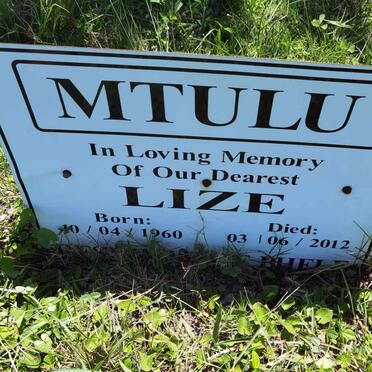 MTULU
In Loving Memory
Of Our Dearest
LIZE
Born: Died:
/ 04 / 1960 03 | 06 / 2012